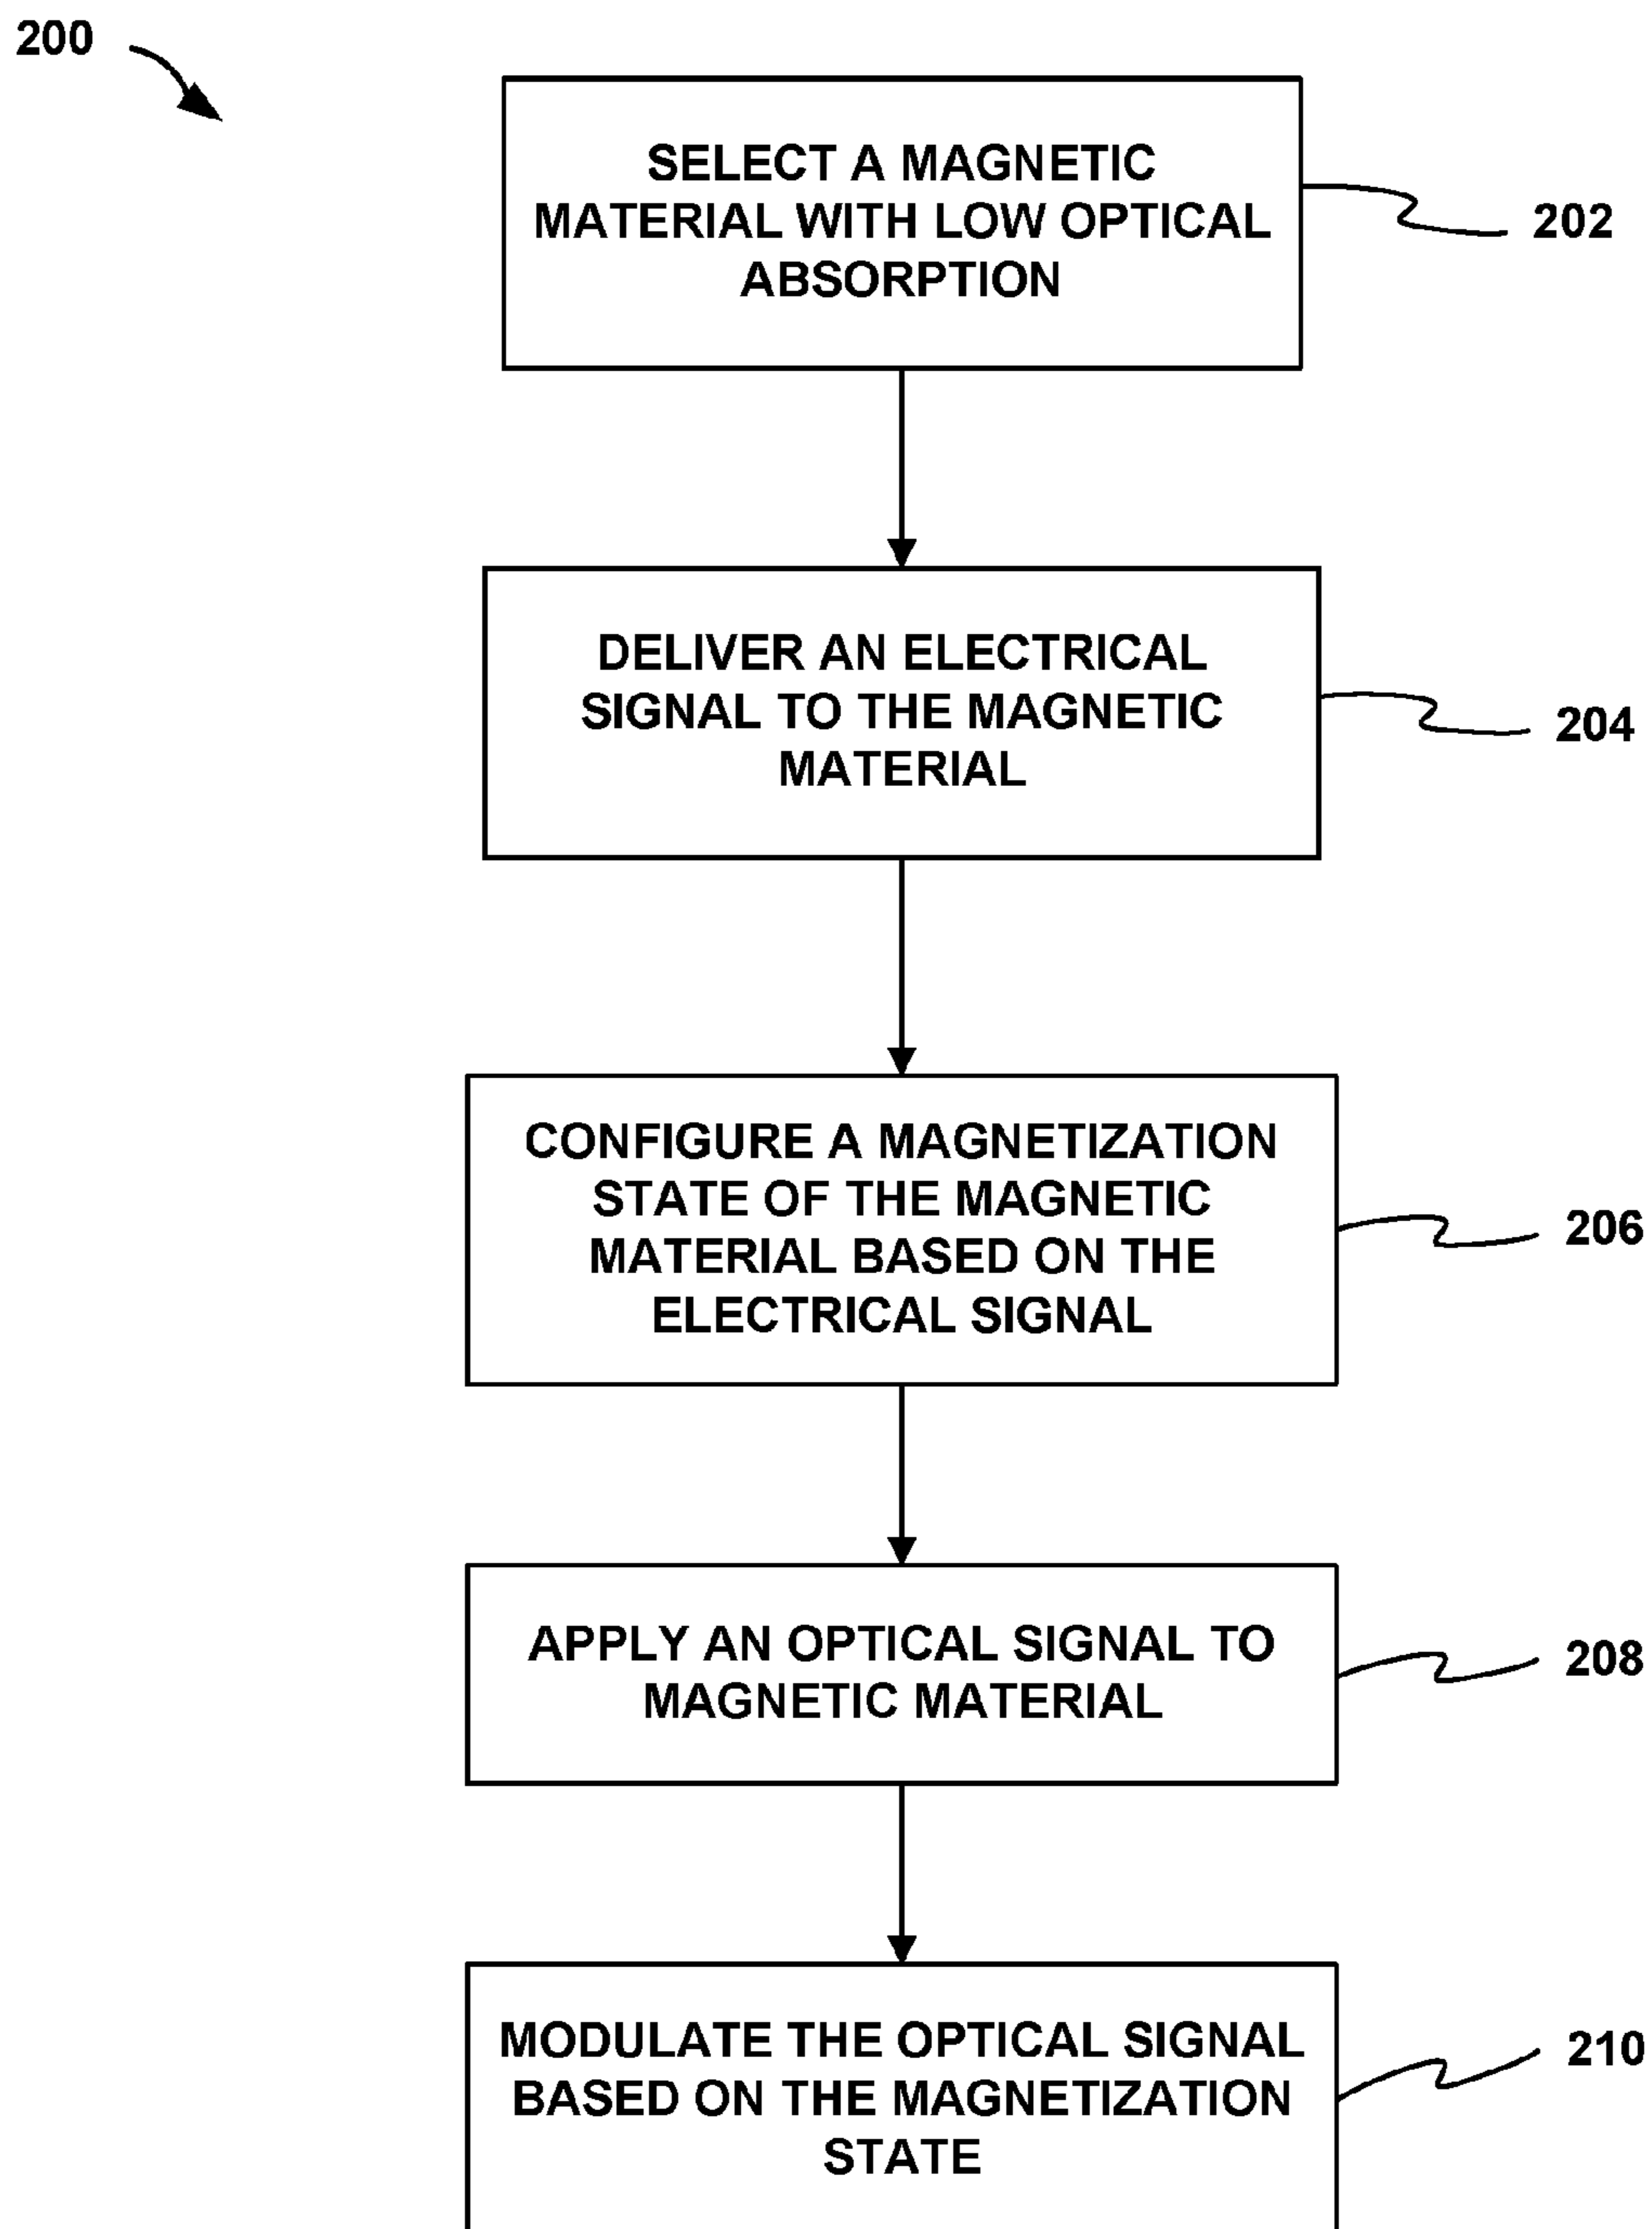 200
SELECT A MAGNETIC
MATERIAL WITH LOW OPTICAL
ABSORPTION
202
DELIVER AN ELECTRICAL
SIGNAL TO THE MAGNETIC
MATERIAL
204
CONFIGURE A MAGNETIZATION
STATE OF THE MAGNETIC
MATERIAL BASED ON THE
ELECTRICAL SIGNAL
206
APPLY AN OPTICAL SIGNAL TO
MAGNETIC MATERIAL
208
MODULATE THE OPTICAL SIGNAL
BASED ON THE MAGNETIZATION
STATE
210